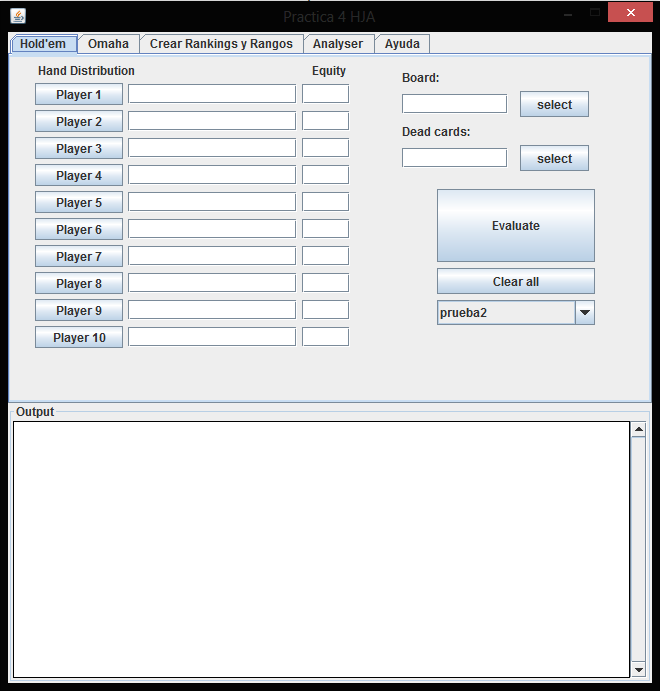 Practica 4 HJA
Hold'em Omaha Crear Rankings y Rangos Analyser Ayuda
Hand Distribution Equity
Player 1
Player 2
Player 3
Player 4
Player 5
Player 6
Player 7
Player 8
Player 9
Player 10
Board:
select
Dead cards:
select
Evaluate
Clear all
prueba2
Output